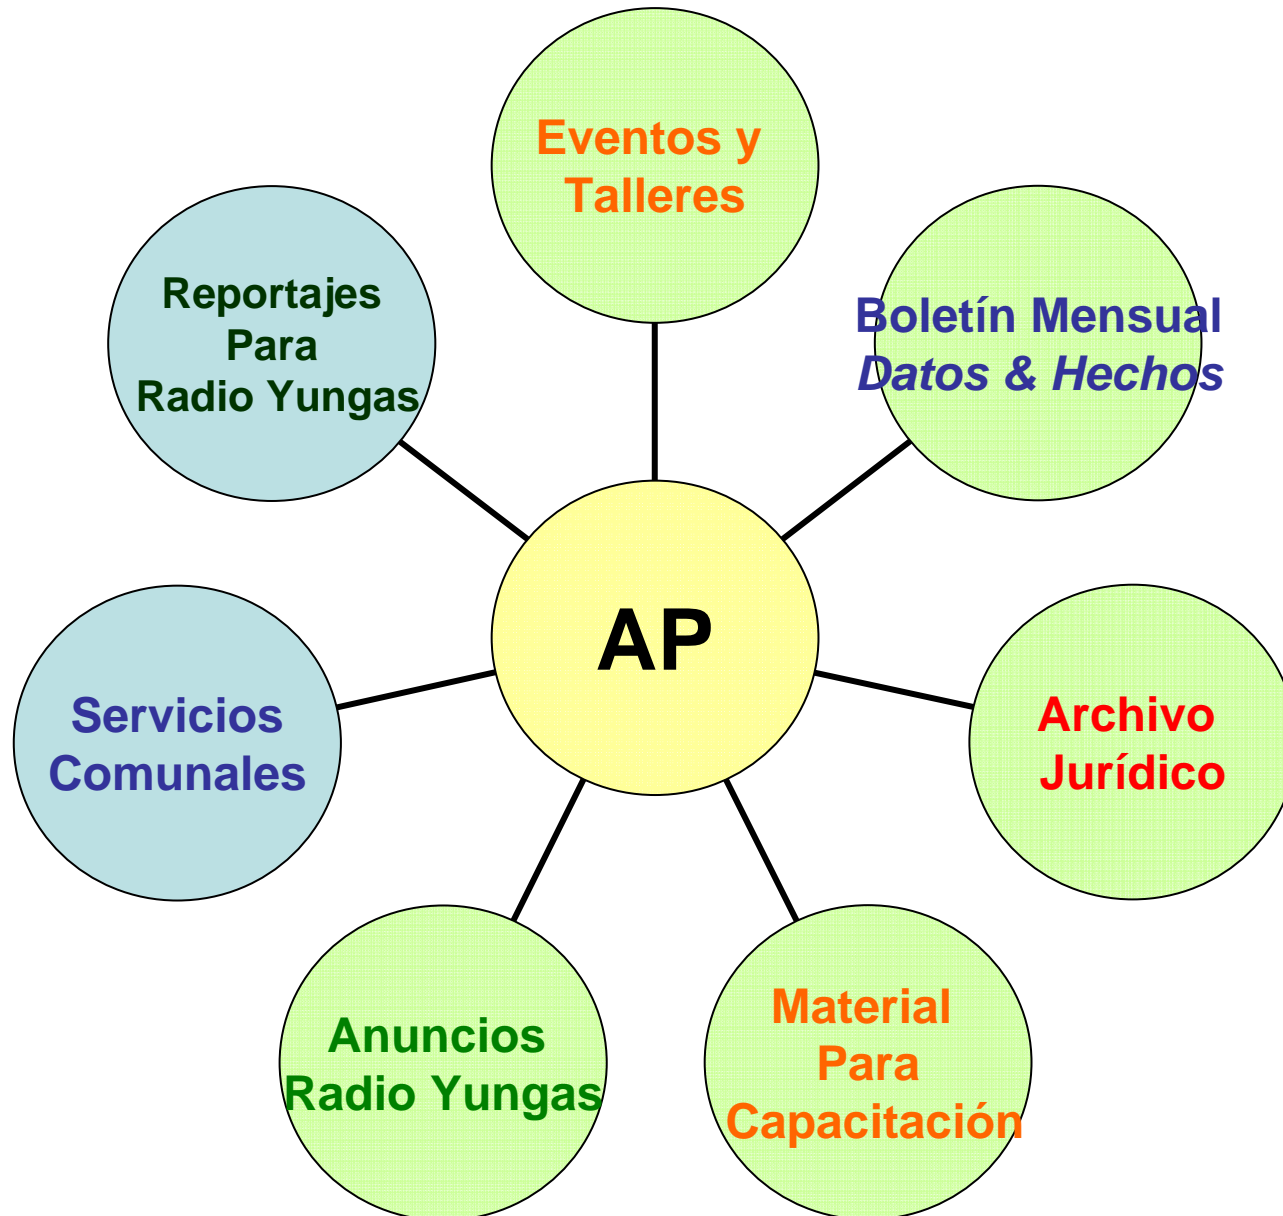 Eventos y
Talleres
Reportajes
Para
Radio Yungas
Boletín Mensual
Datos & Hechos
AP
Servicios
Comunales
Archivo
Jurídico
Anuncios
Radio Yungas
Material
Para
Capacitación